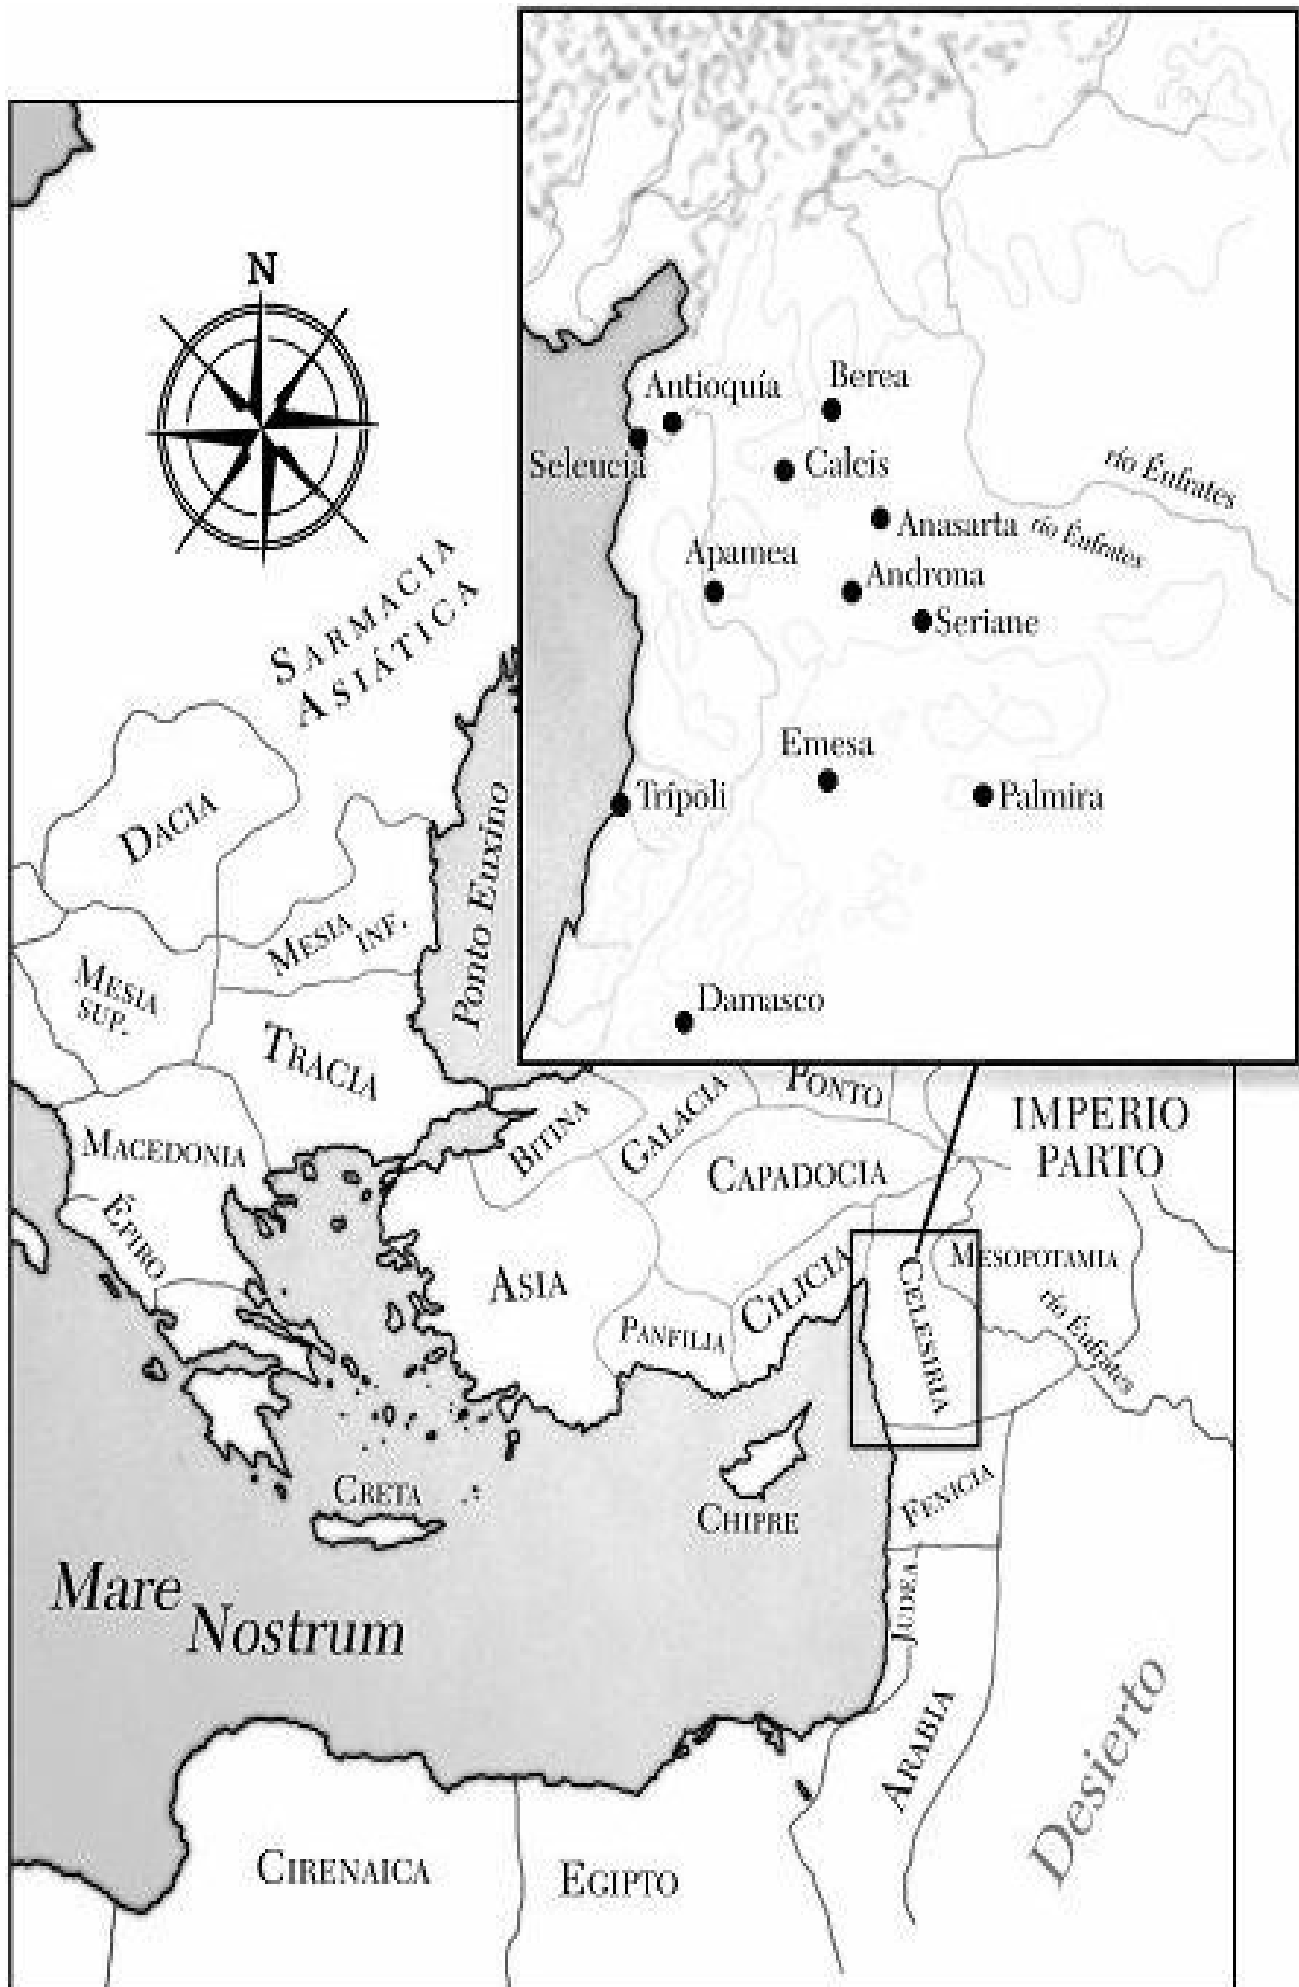 N
Antioquía
Berea
Seleucia
Calcis
río Éufrates
Anasarta
río Éufrates
Apamea
Androna
Seriane
Emesa
Trípoli
Palmira
Damasco
SARMACIA
ASIÁTICA
DACIA
Ponto Euxino
MESIA
INF.
MESIA
SUP.
TRACIA
MACEDONIA
ÉPIRO
BITINA
GALACIA
PONTO
CAPADOCIA
IMPERIO
PARTO
ASIA
PANFILIA
CILICIA
CELESIRIA
MESOPOTAMIA
río Éufrates
CRETA
CHIPRE
FENICIA
JUDEA
Mare
Nostrum
ARABIA
Desierto
CIRENAICA
EGIPTO